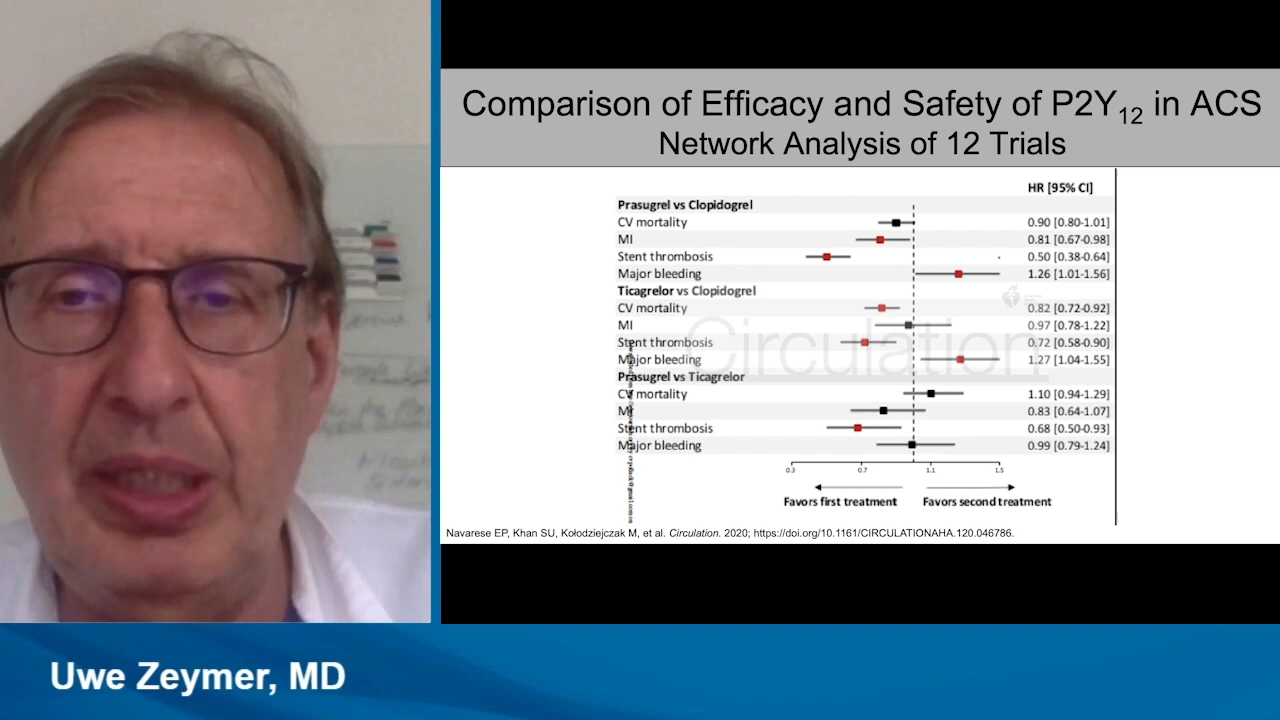 Comparison of Efficacy and Safety of P2Y12 in ACS
Network Analysis of 12 Trials
HR [95% CI]
Prasugrel vs Clopidogrel
CV mortality 0.90 [0.80-1.01]
MI 0.81 [0.67-0.98]
Stent thrombosis 0.50 [0.38-0.64]
Major bleeding 1.26 [1.01-1.56]
Ticagrelor vs Clopidogrel
CV mortality 0.82 [0.72-0.92]
MI 0.97 [0.78-1.22]
Stent thrombosis 0.72 [0.58-0.90]
Major bleeding 1.27 [1.04-1.55]
Prasugrel vs Ticagrelor
CV mortality 1.10 [0.94-1.29]
MI 0.83 [0.64-1.07]
Stent thrombosis 0.68 [0.50-0.93]
Major bleeding 0.99 [0.79-1.24]
0.3 0.7 1.1 1.5
Favors first treatment Favors second treatment
Circulation
Navarese EP, Khan SU, Kołodziejczak M, et al. Circulation. 2020; https://doi.org/10.1161/CIRCULATIONAHA.120.046786.
Uwe Zeymer, MD